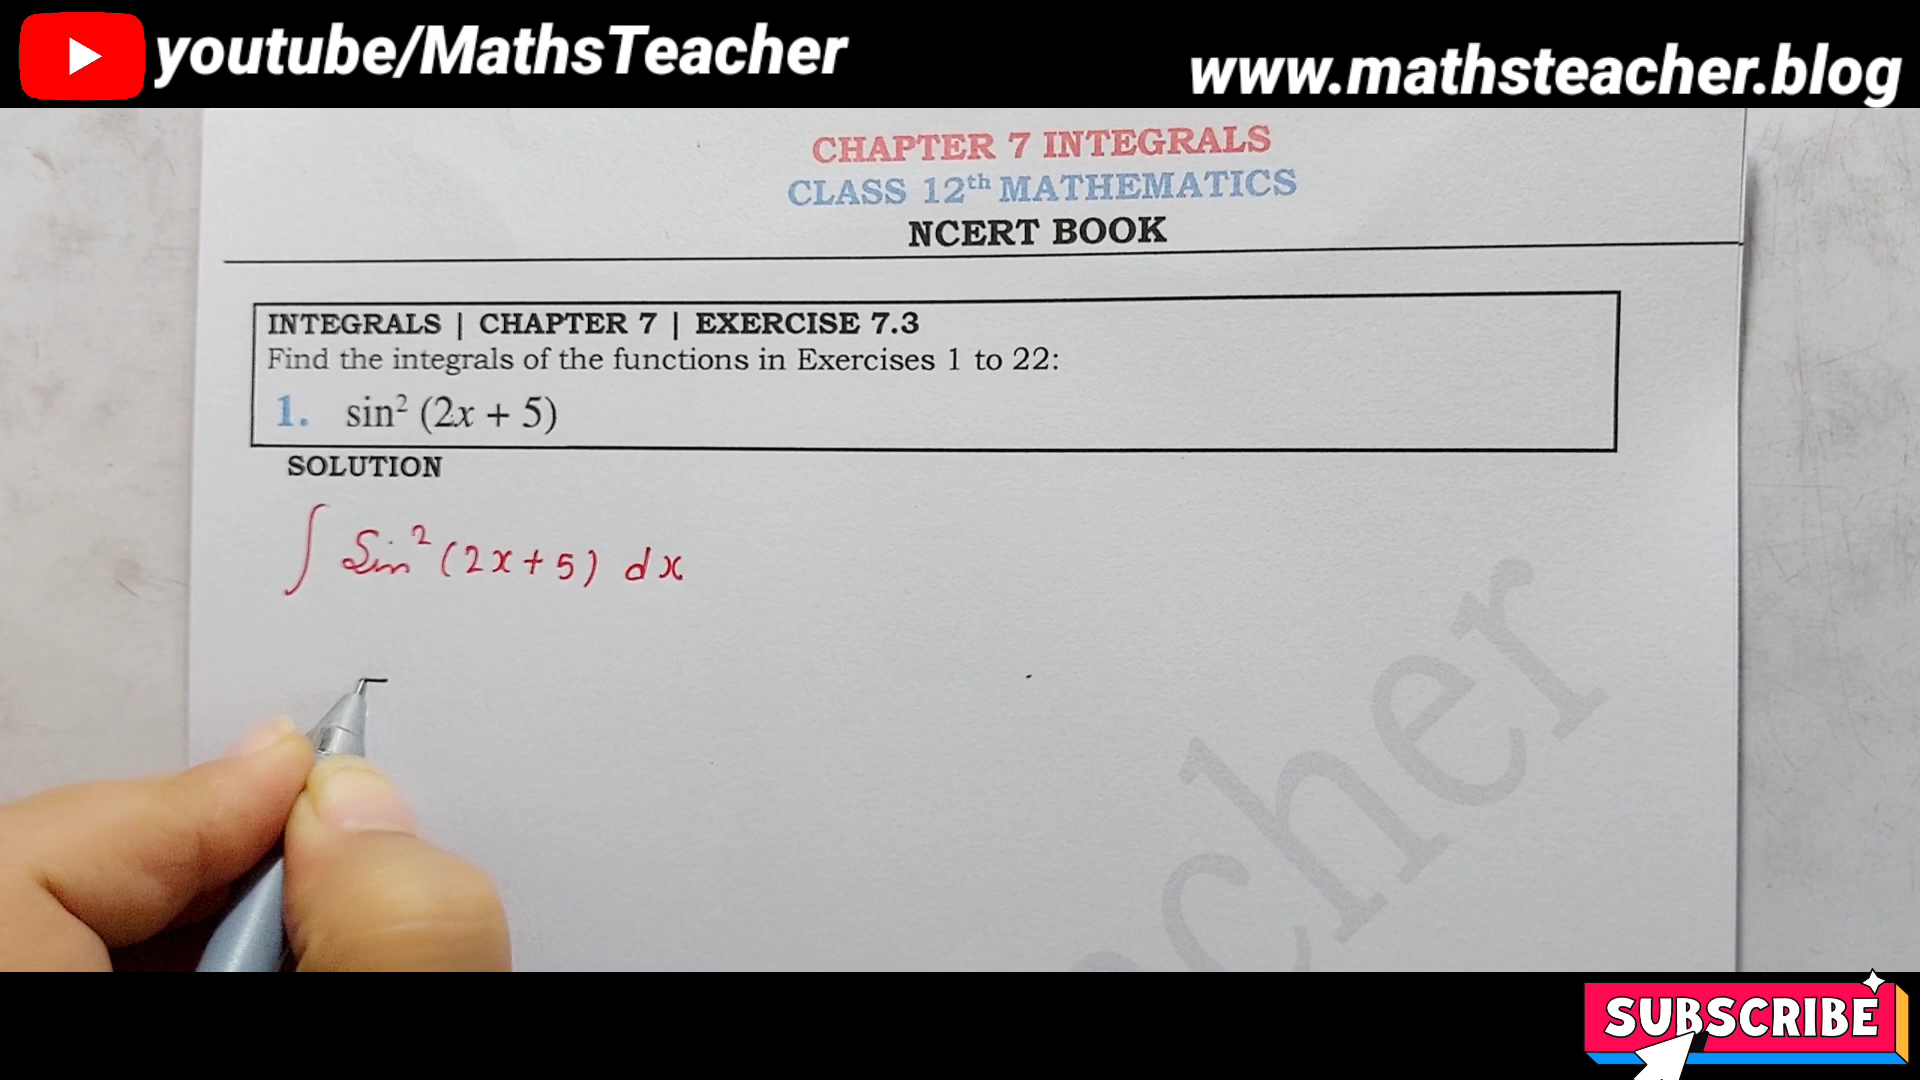 youtube/MathsTeacher
www.mathsteacher.blog
CHAPTER 7 INTEGRALS
CLASS 12th MATHEMATICS
NCERT BOOK
INTEGRALS | CHAPTER 7 | EXERCISE 7.3
Find the integrals of the functions in Exercises 1 to 22:
1. sin² (2x + 5)
SOLUTION
∫ Sin² (2x+5) dx
SUBSCRIBE